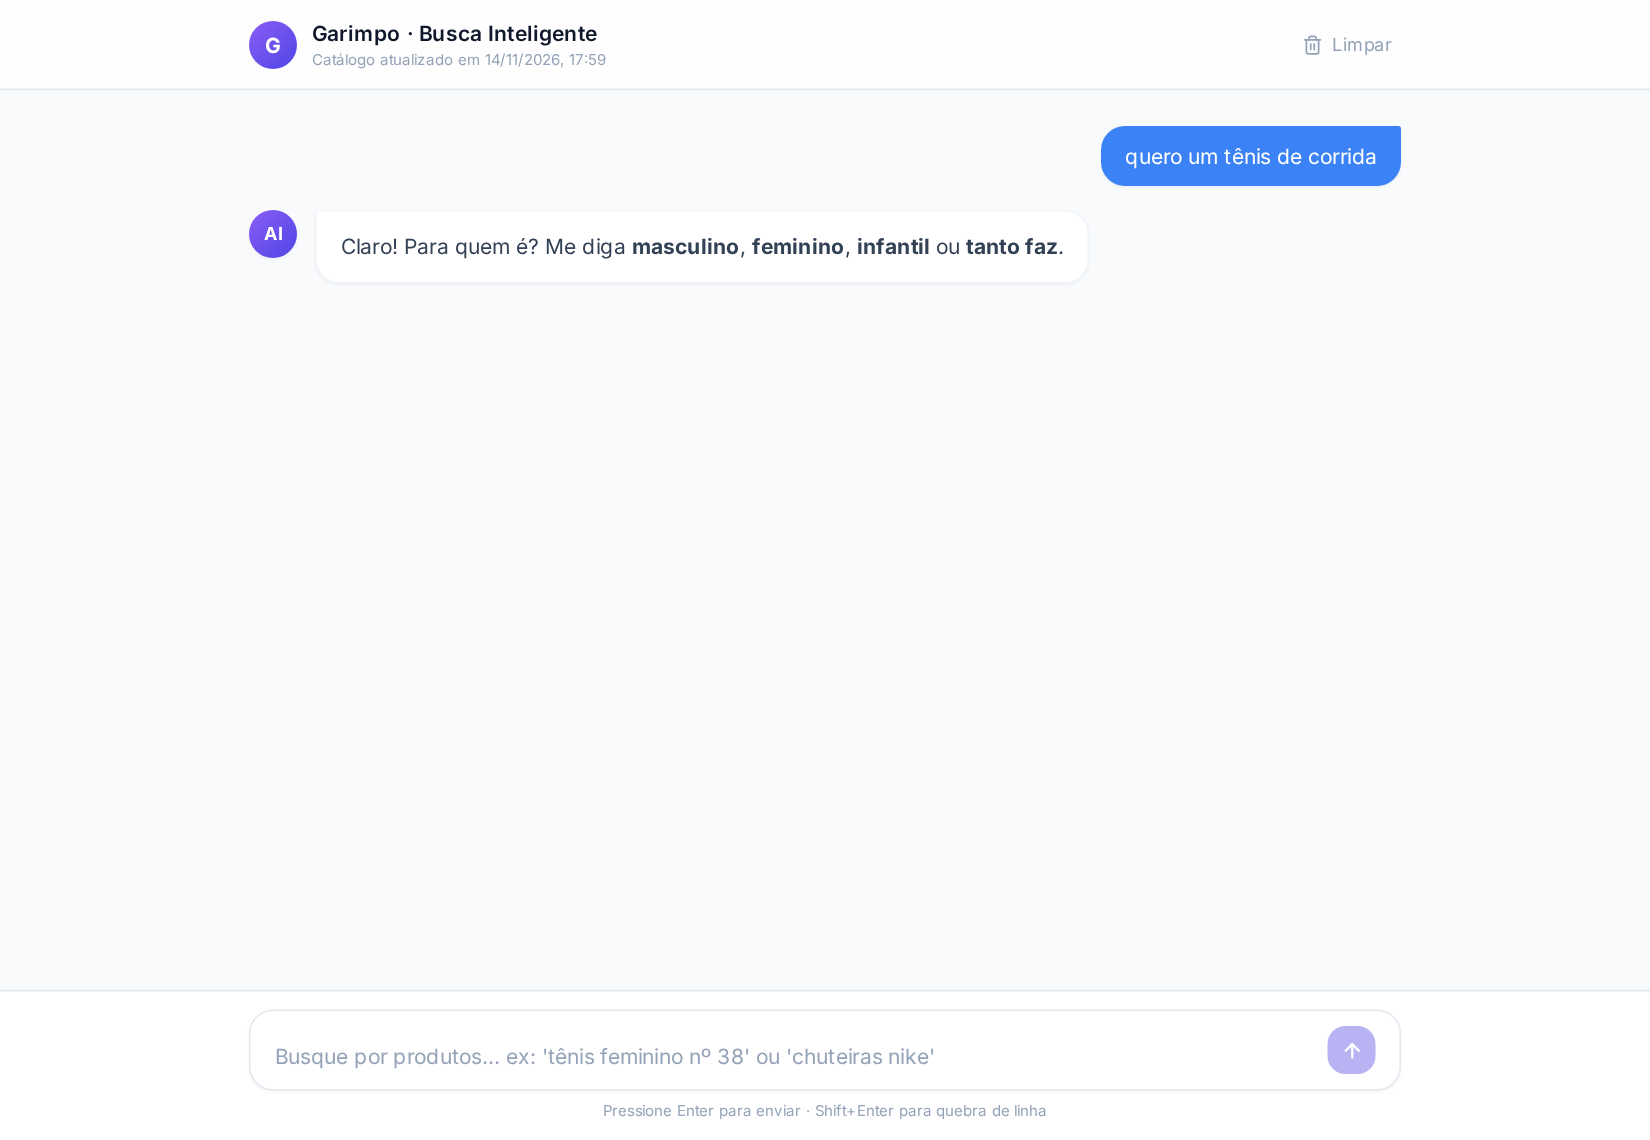 G
Garimpo · Busca Inteligente
Catálogo atualizado em 14/11/2026, 17:59
Limpar
quero um tênis de corrida
AI
Claro! Para quem é? Me diga masculino, feminino, infantil ou tanto faz.
Busque por produtos... ex: 'tênis feminino nº 38' ou 'chuteiras nike'
Pressione Enter para enviar · Shift+Enter para quebra de linha